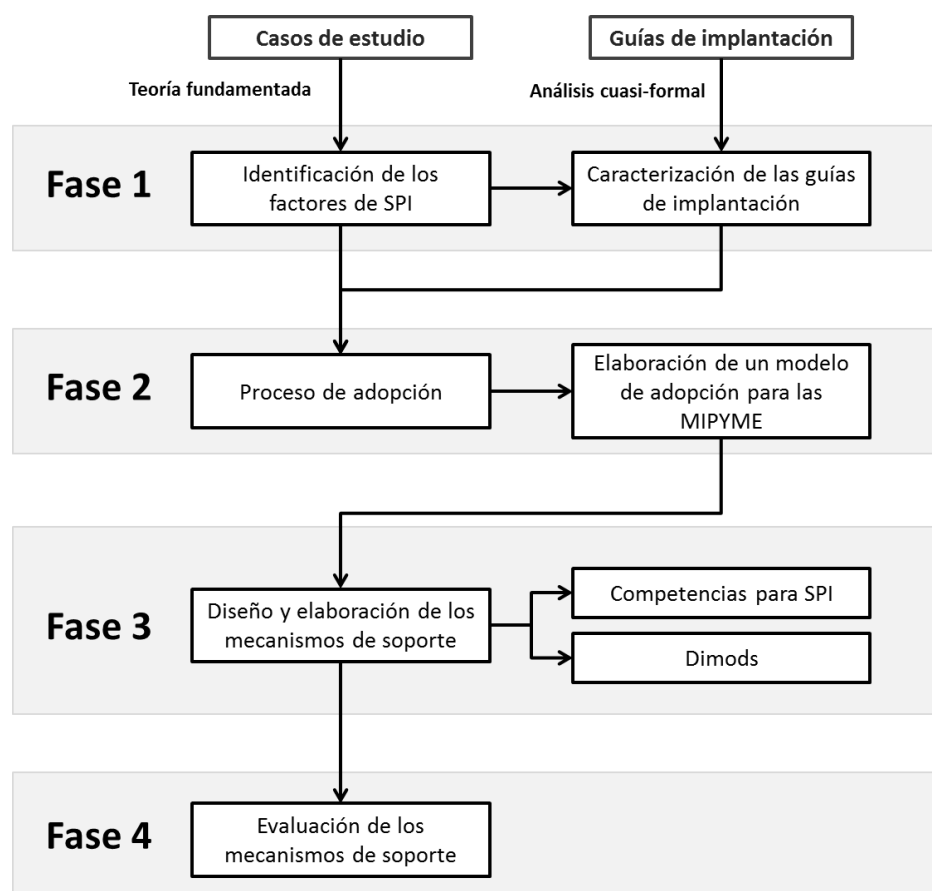 Casos de estudio
Guías de implantación
Teoría fundamentada
Análisis cuasi-formal
Fase 1
Identificación de los
factores de SPI
Caracterización de las guías
de implantación
Fase 2
Proceso de adopción
Elaboración de un modelo
de adopción para las
MIPYME
Fase 3
Diseño y elaboración de los
mecanismos de soporte
Competencias para SPI
Dimods
Fase 4
Evaluación de los
mecanismos de soporte